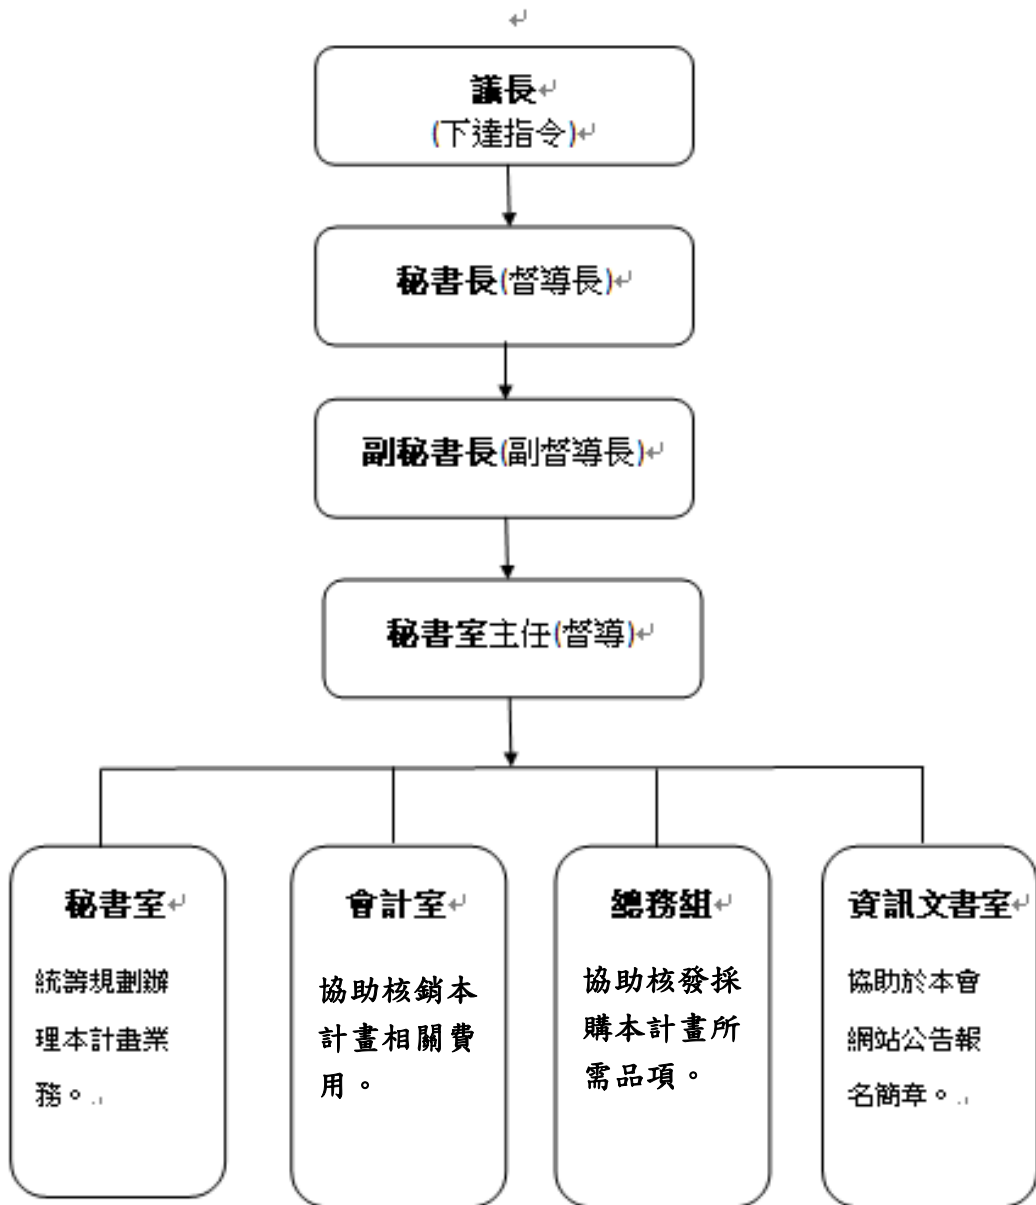 議長
(下達指令)
秘書長(督導長)
副秘書長(副督導長)
秘書室主任(督導)
秘書室
統籌規劃辦
理本計畫業
務。
會計室
協助核銷本
計畫相關費
用。
總務組
協助核發採
購本計畫所
需品項。
資訊文書室
協助於本會
網站公告報
名簡章。